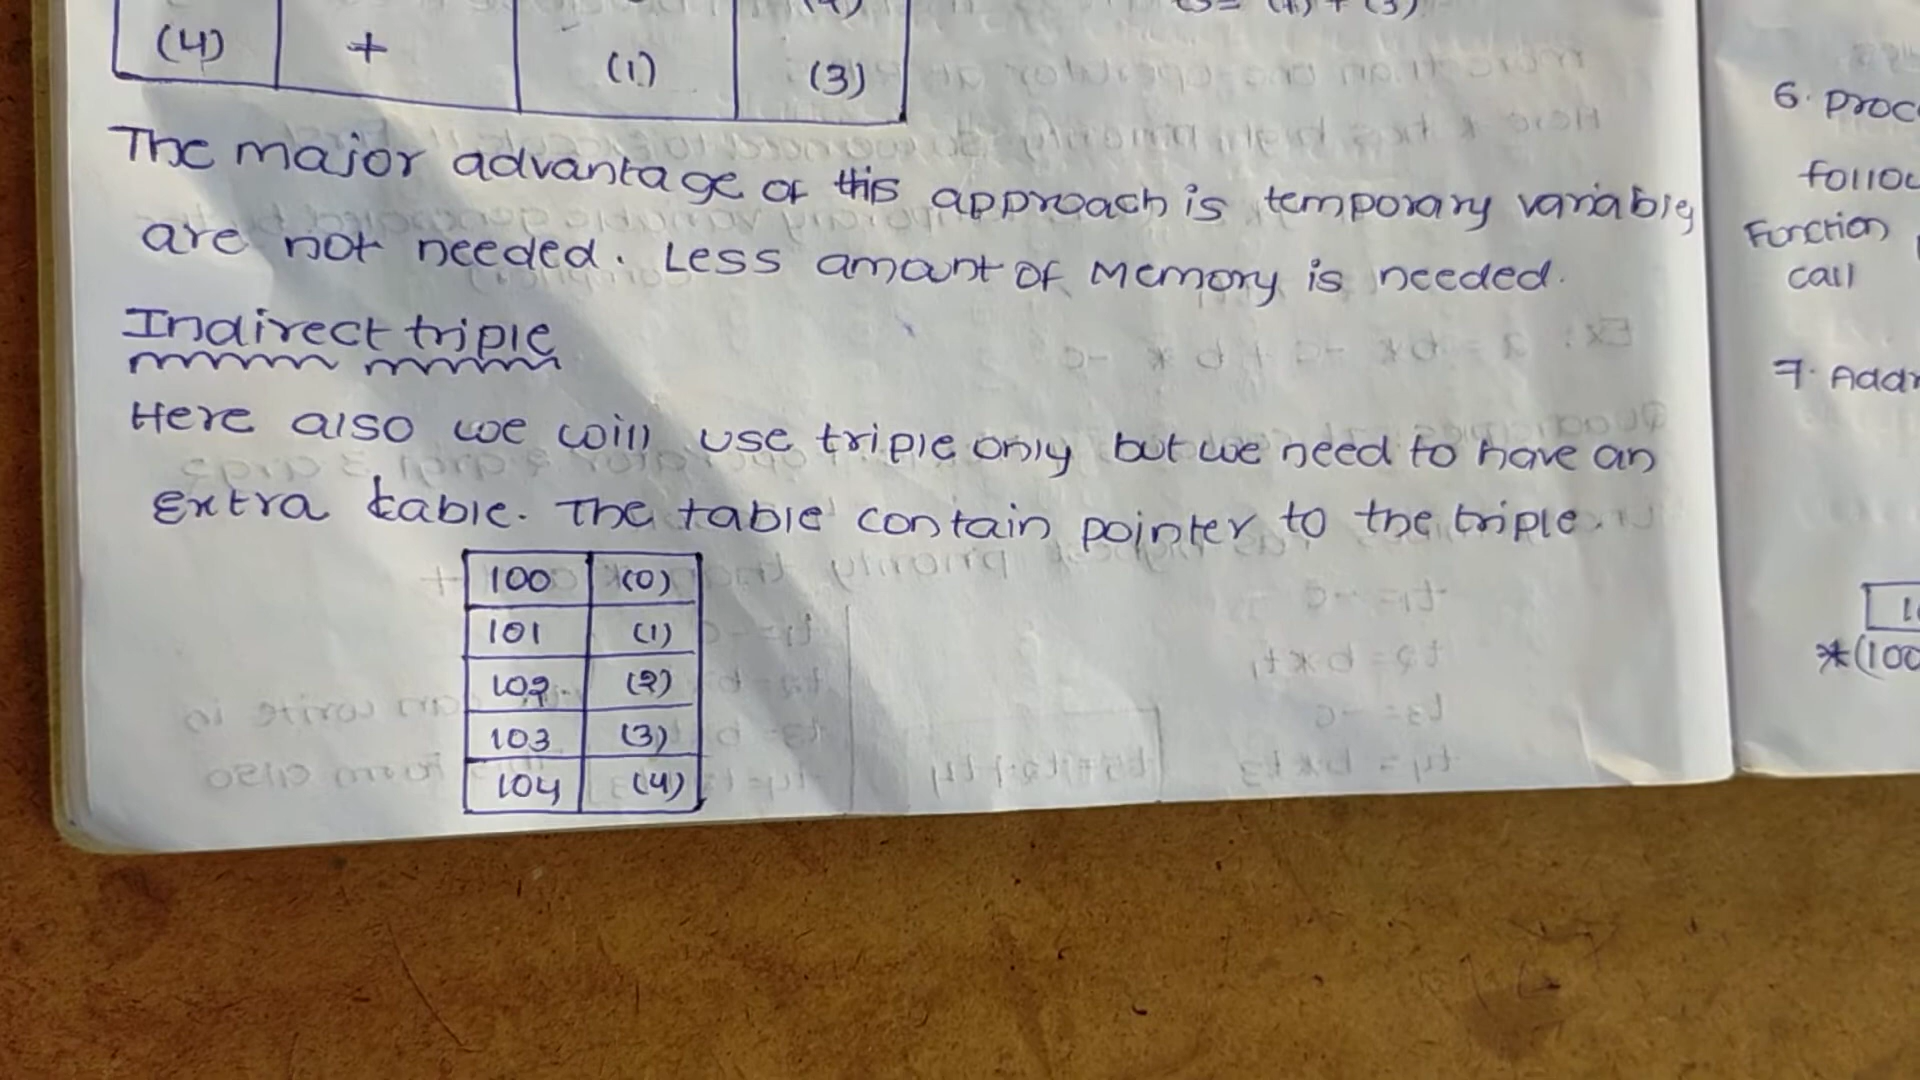 (4) + (1) (3)
The major advantage of this approach is temporary variables
are not needed. Less amount of Memory is needed.
Indirect triple
Here also we will use triple only but we need to have an
Extra table. The table contain pointer to the triple.
100 (0)
101 (1)
102 (2)
103 (3)
104 (4)
6. proc
follo
Function
call
7. Addr
*(100